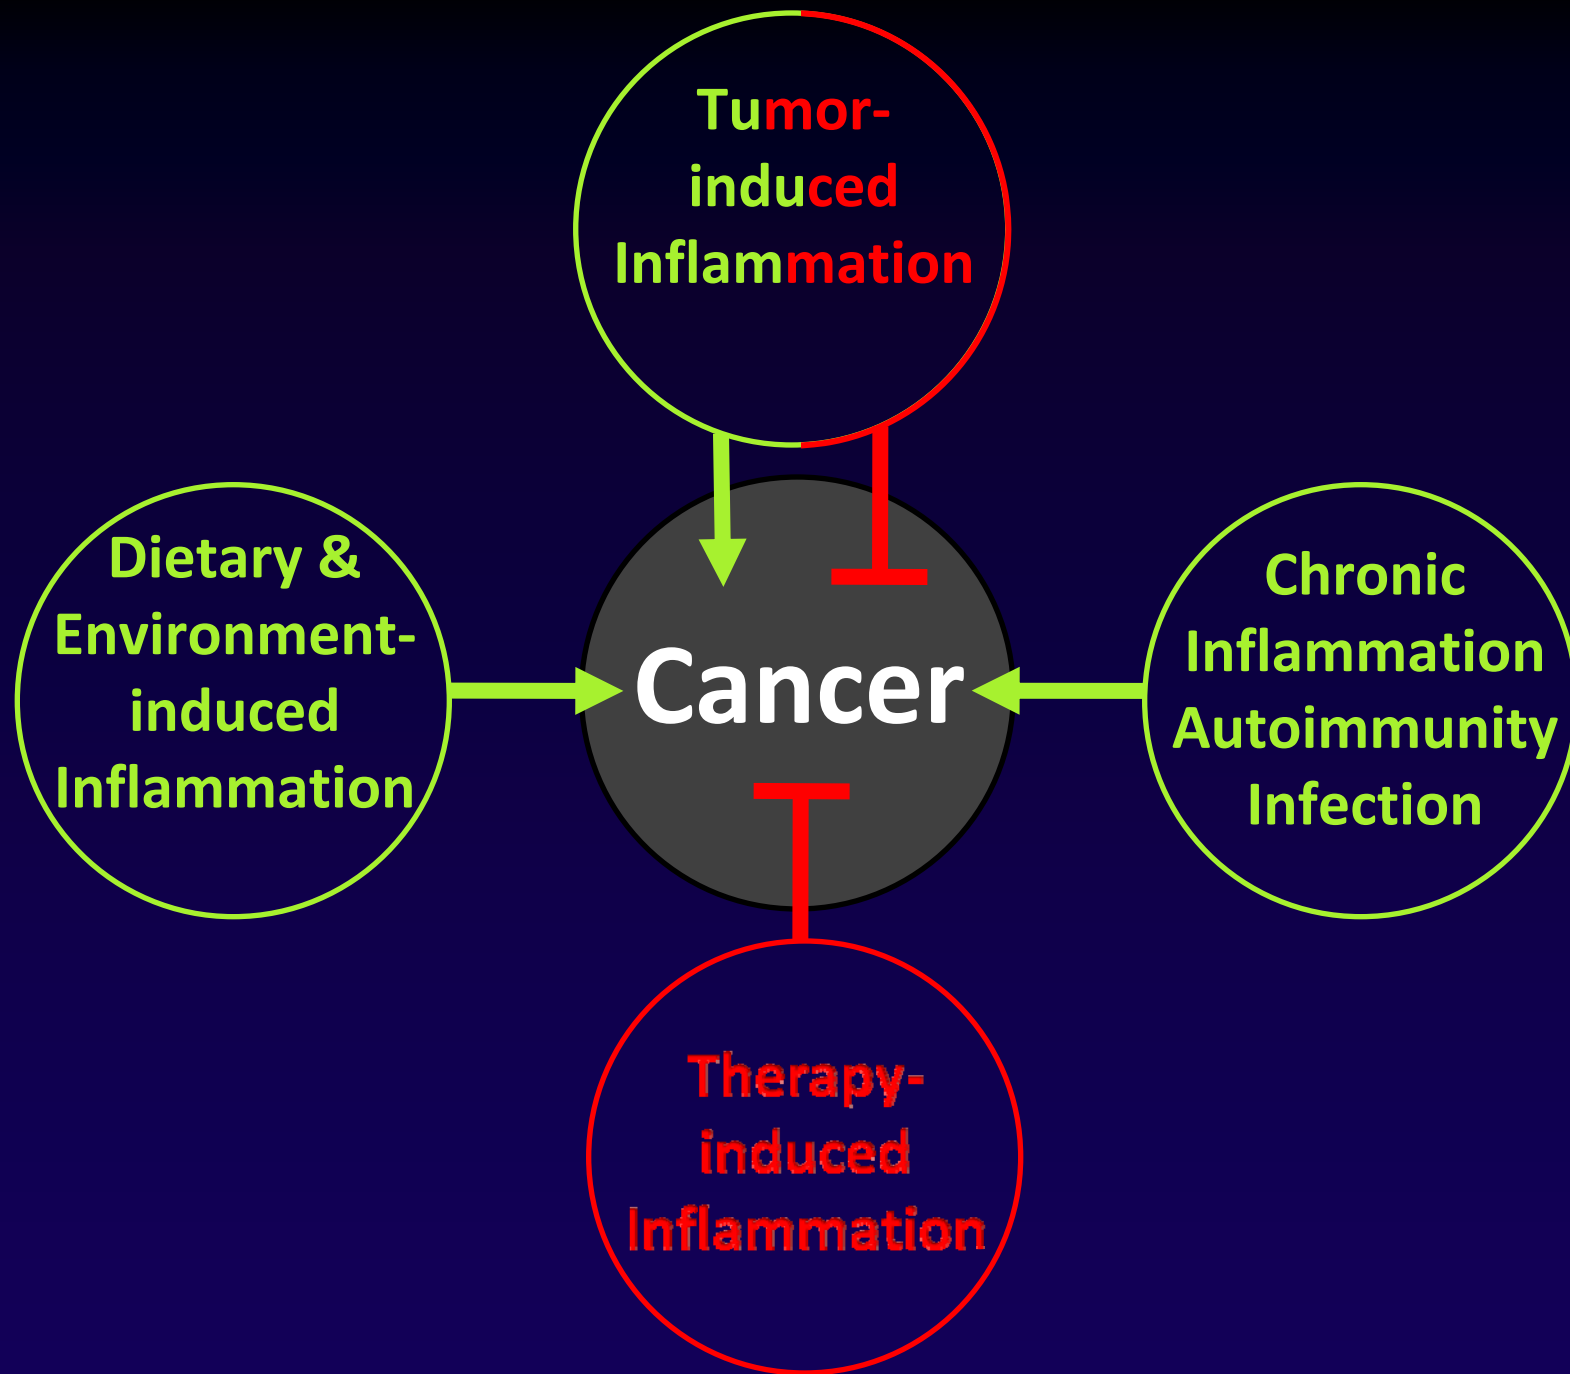 Tumor-
induced
Inflammation
Dietary &
Environment-
induced
Inflammation
Cancer
Chronic
Inflammation
Autoimmunity
Infection
Therapy-
induced
Inflammation